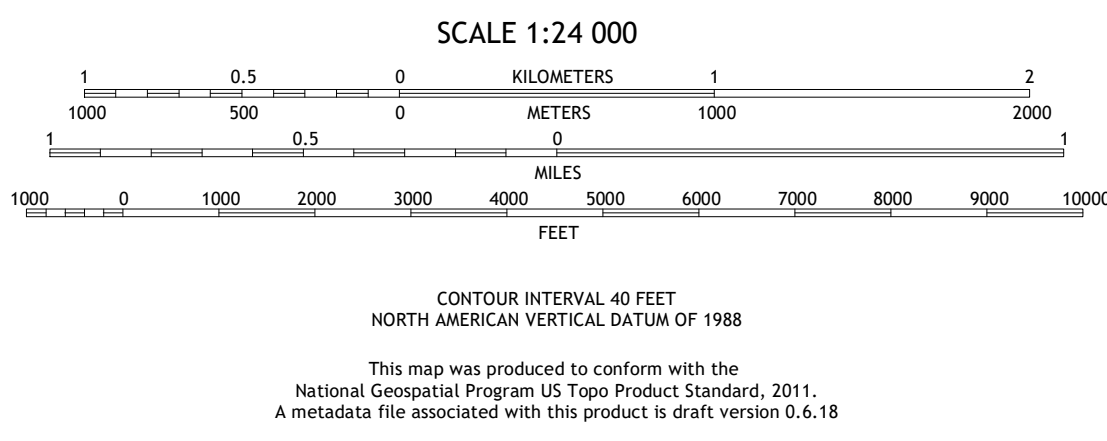 SCALE 1:24 000
1 0.5 0 KILOMETERS 1 2
1000 500 0 METERS 1000 2000
1 0.5 0 1
MILES
1000 0 1000 2000 3000 4000 5000 6000 7000 8000 9000 10000
FEET
CONTOUR INTERVAL 40 FEET
NORTH AMERICAN VERTICAL DATUM OF 1988
This map was produced to conform with the
National Geospatial Program US Topo Product Standard, 2011.
A metadata file associated with this product is draft version 0.6.18